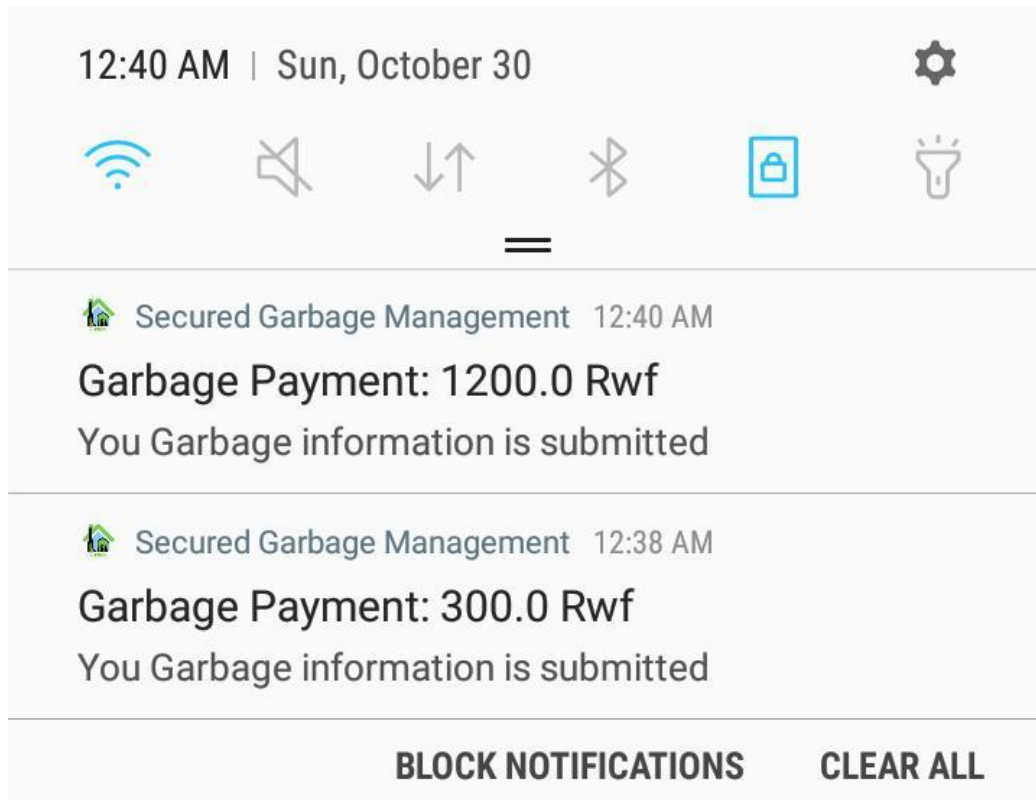 12:40 AM | Sun, October 30
Secured Garbage Management 12:40 AM
Garbage Payment: 1200.0 Rwf
You Garbage information is submitted
Secured Garbage Management 12:38 AM
Garbage Payment: 300.0 Rwf
You Garbage information is submitted
BLOCK NOTIFICATIONS CLEAR ALL